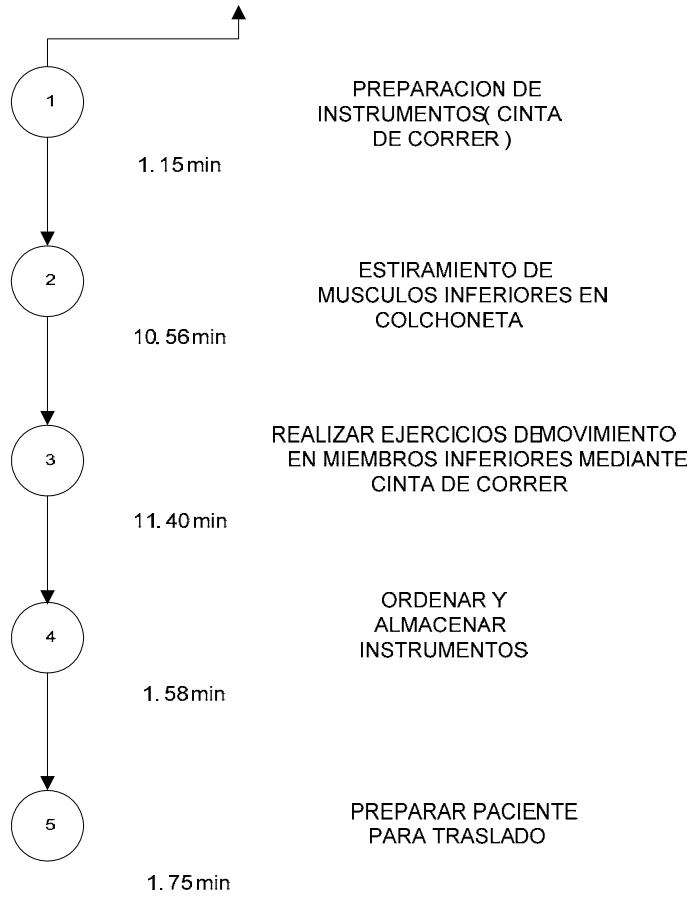 1
PREPARACION DE
INSTRUMENTOS( CINTA
DE CORRER )
1. 15 min
2
ESTIRAMIENTO DE
MUSCULOS INFERIORES EN
COLCHONETA
10. 56 min
3
REALIZAR EJERCICIOS DE MOVIMIENTO
EN MIEMBROS INFERIORES MEDIANTE
CINTA DE CORRER
11. 40 min
4
ORDENAR Y
ALMACENAR
INSTRUMENTOS
1. 58 min
5
PREPARAR PACIENTE
PARA TRASLADO
1. 75 min